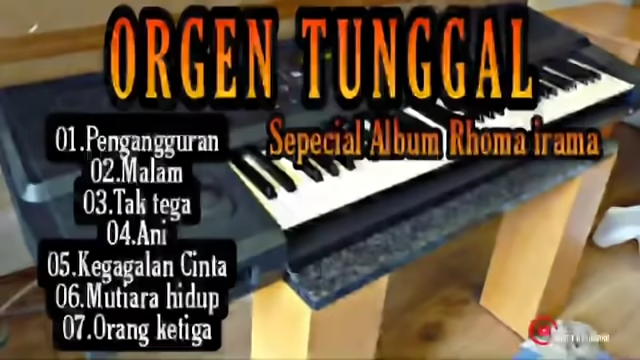 ORGEN TUNGGAL
Sepecial Album Rhoma irama
01.Pengangguran
02.Malam
03.Tak tega
04.Ani
05.Kegagalan Cinta
06.Mutiara hidup
07.Orang ketiga